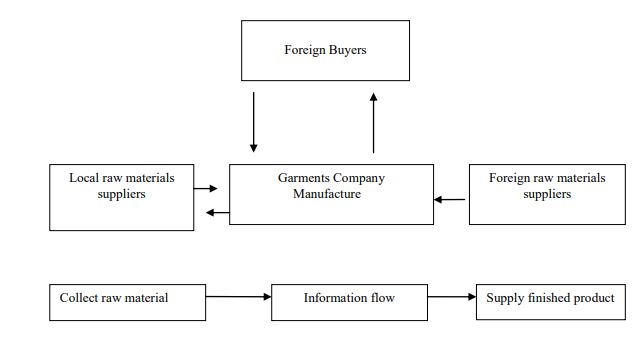 Foreign Buyers
Local raw materials
suppliers
Garments Company
Manufacture
Foreign raw materials
suppliers
Collect raw material
Information flow
Supply finished product